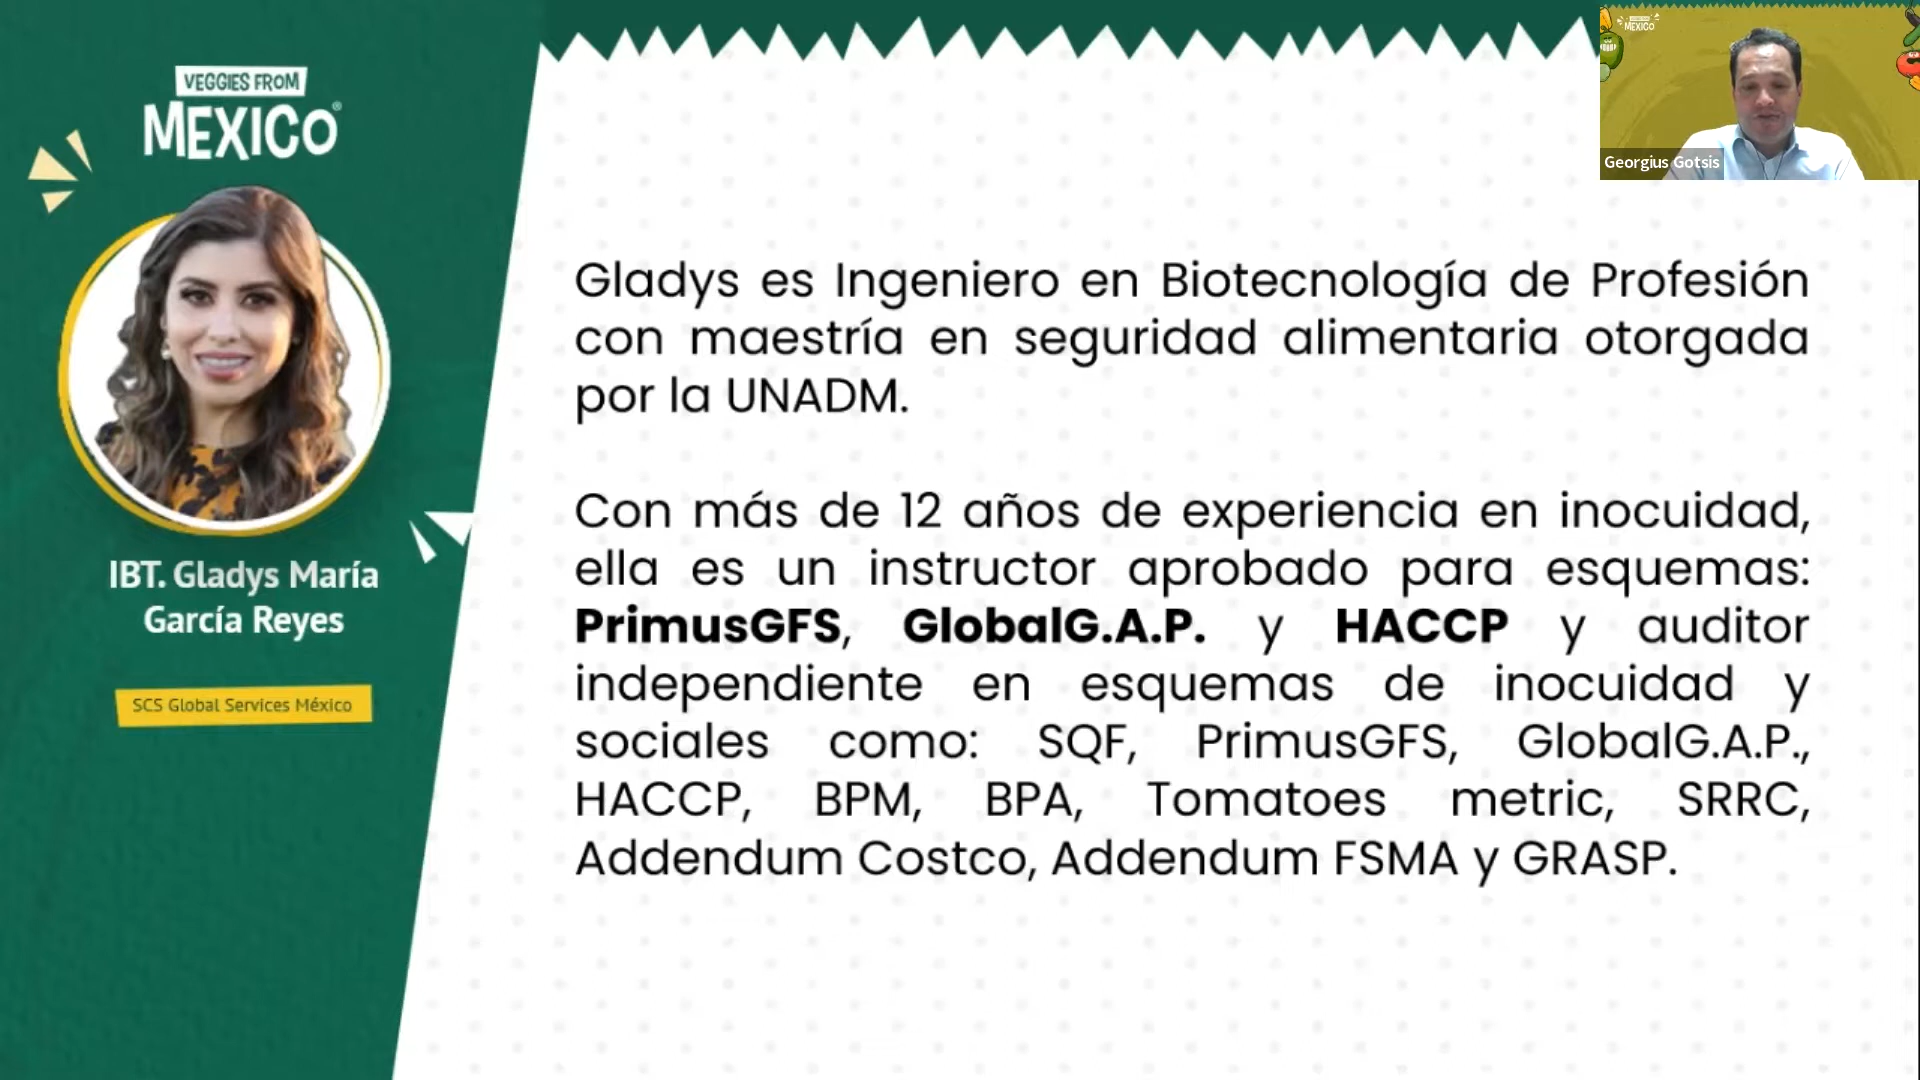 VEGGIES FROM
MEXICO®
IBT. Gladys María
García Reyes
SCS Global Services México
Gladys es Ingeniero en Biotecnología de Profesión
con maestría en seguridad alimentaria otorgada
por la UNADM.
Con más de 12 años de experiencia en inocuidad,
ella es un instructor aprobado para esquemas:
PrimusGFS, GlobalG.A.P. y HACCP y auditor
independiente en esquemas de inocuidad y
sociales como: SQF, PrimusGFS, GlobalG.A.P.,
HACCP, BPM, BPA, Tomatoes metric, SRRC,
Addendum Costco, Addendum FSMA y GRASP.
MEXICO
Georgius Gotsis